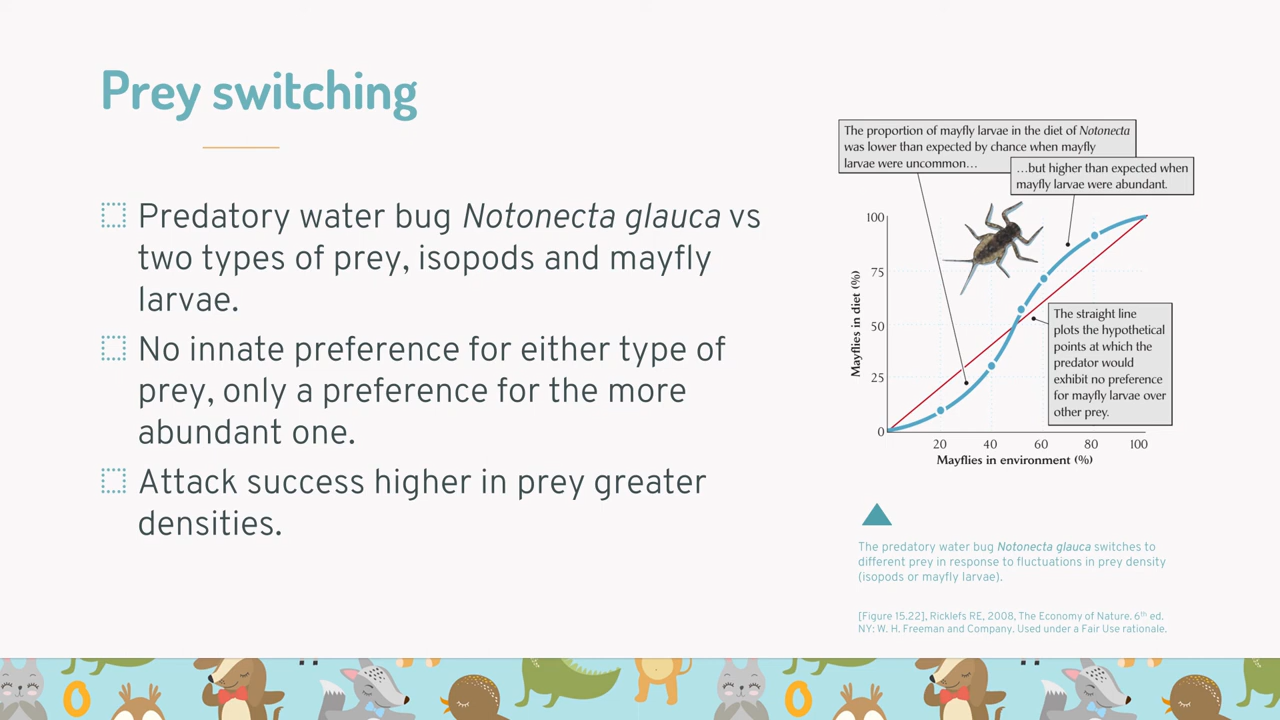 Prey switching
Predatory water bug Notonecta glauca vs
two types of prey, isopods and mayfly
larvae.
No innate preference for either type of
prey, only a preference for the more
abundant one.
Attack success higher in prey greater
densities.
The proportion of mayfly larvae in the diet of Notonecta
was lower than expected by chance when mayfly
larvae were uncommon…
…but higher than expected when
mayfly larvae were abundant.
100
75
50
25
0
Mayflies in diet (%)
The straight line
plots the hypothetical
points at which the
predator would
exhibit no preference
for mayfly larvae over
other prey.
20 40 60 80 100
Mayflies in environment (%)
The predatory water bug Notonecta glauca switches to
different prey in response to fluctuations in prey density
(isopods or mayfly larvae).
[Figure 15.22], Ricklefs RE, 2008, The Economy of Nature. 6th ed.
NY: W. H. Freeman and Company. Used under a Fair Use rationale.